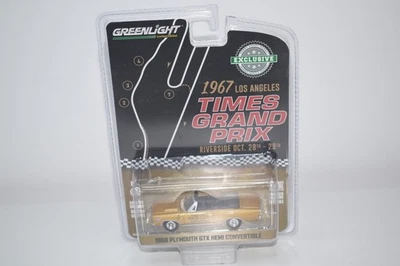 GREENLIGHT
EXCLUSIVE
1967 LOS ANGELES
TIMES
GRAND
PRIX
RIVERSIDE OCT. 28TH - 29TH
1968 PLYMOUTH GTX HEMI CONVERTIBLE